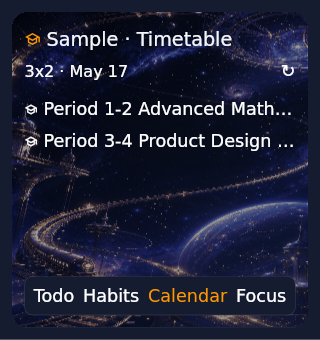 Sample · Timetable
3x2 · May 17 ↻
Period 1-2 Advanced Math…
Period 3-4 Product Design …
Todo Habits Calendar Focus